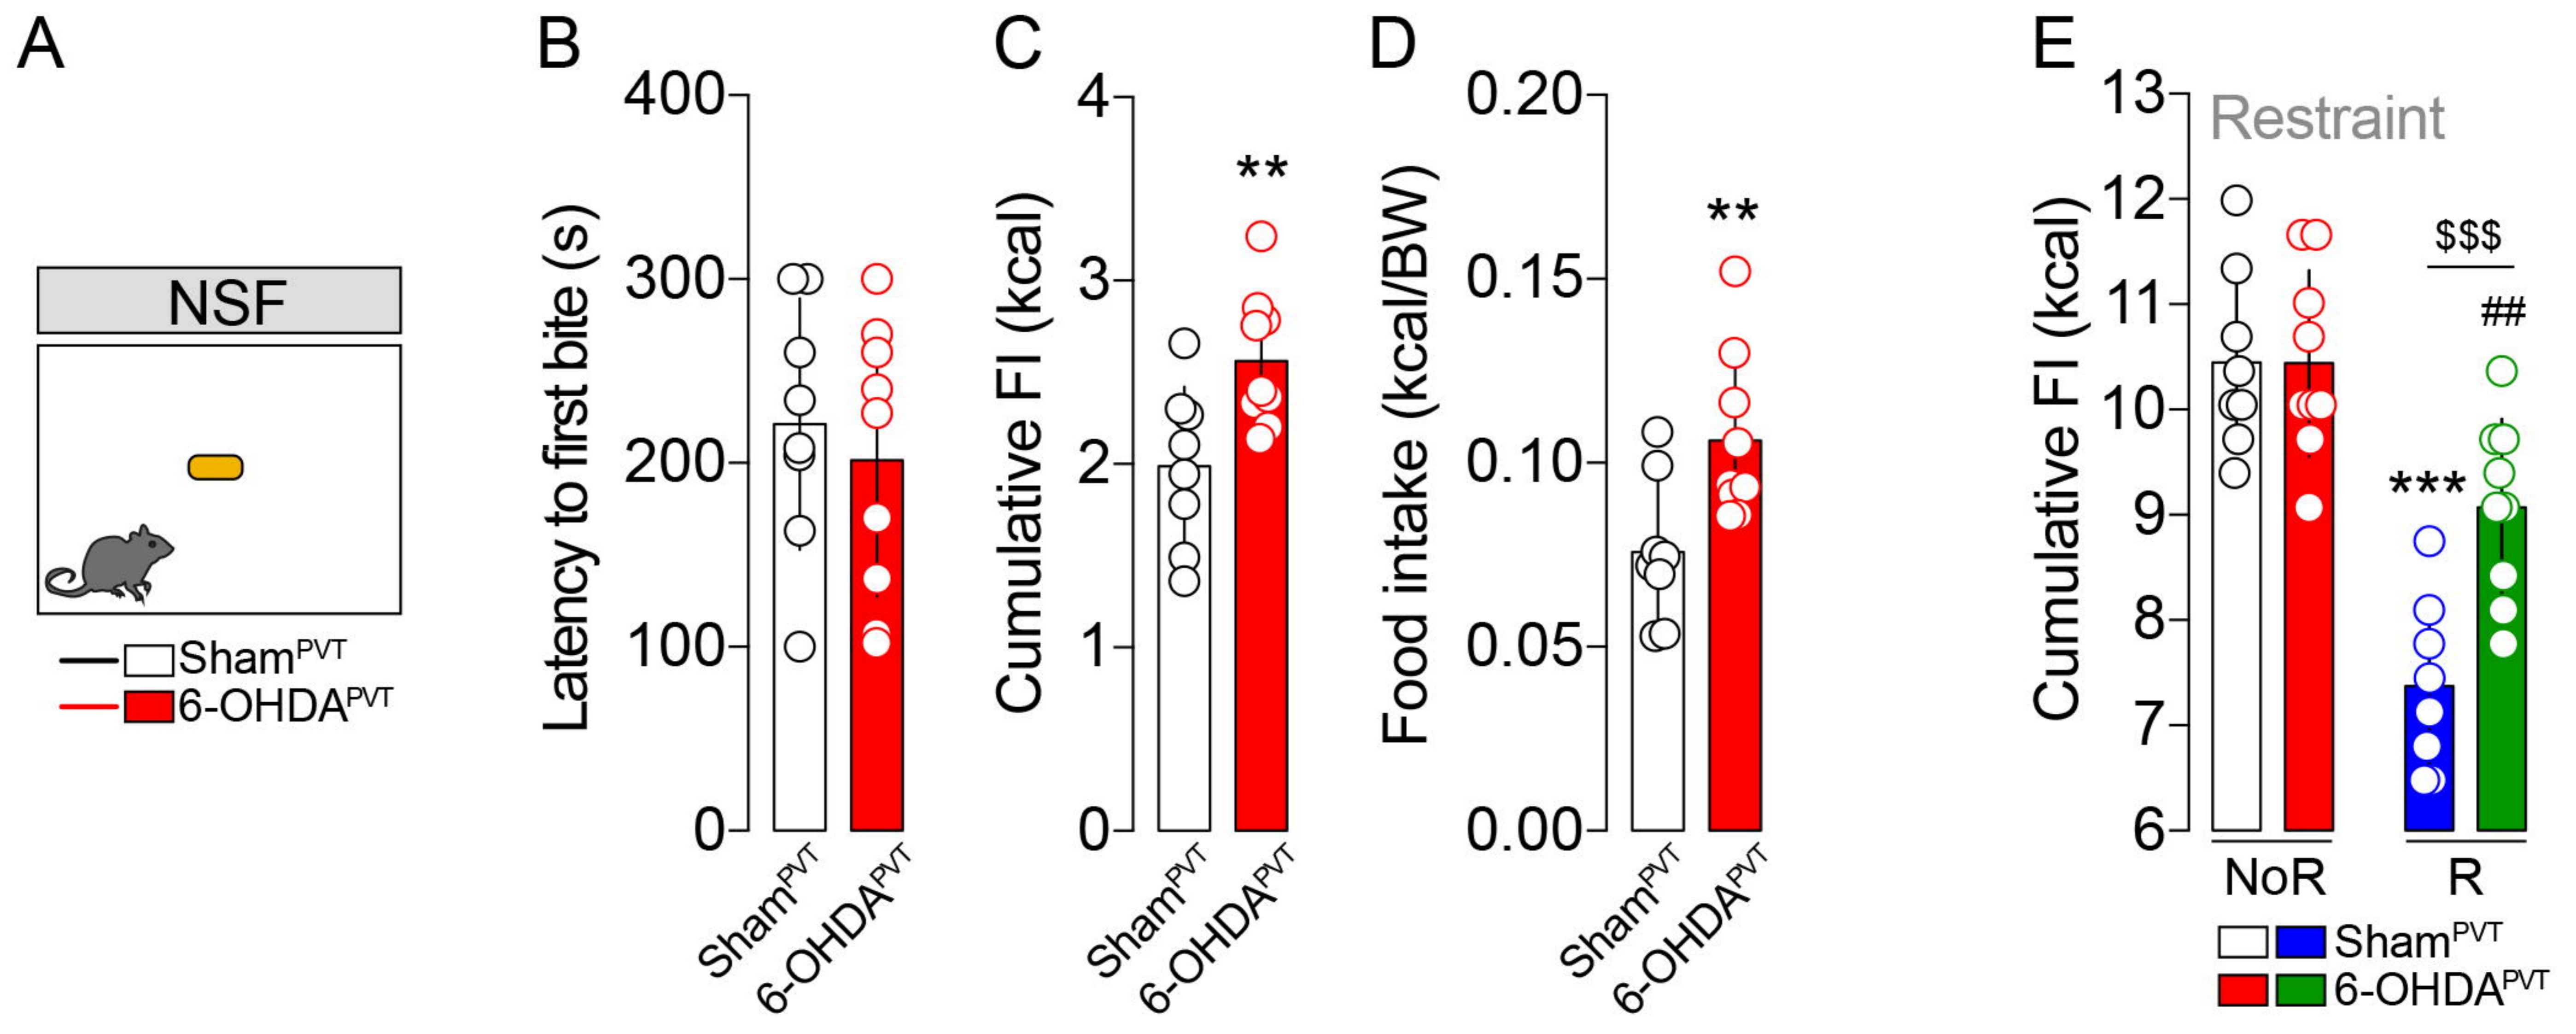 A
NSF
Sham^PVT
6-OHDA^PVT
B
Latency to first bite (s)
400
300
200
100
0
Sham^PVT
6-OHDA^PVT
C
Cumulative FI (kcal)
4
3
2
1
0
**
Sham^PVT
6-OHDA^PVT
D
Food intake (kcal/BW)
0.20
0.15
0.10
0.05
0.00
**
Sham^PVT
6-OHDA^PVT
E
Cumulative FI (kcal)
13
12
11
10
9
8
7
6
Restraint
$$$
##
***
NoR
R
Sham^PVT
6-OHDA^PVT